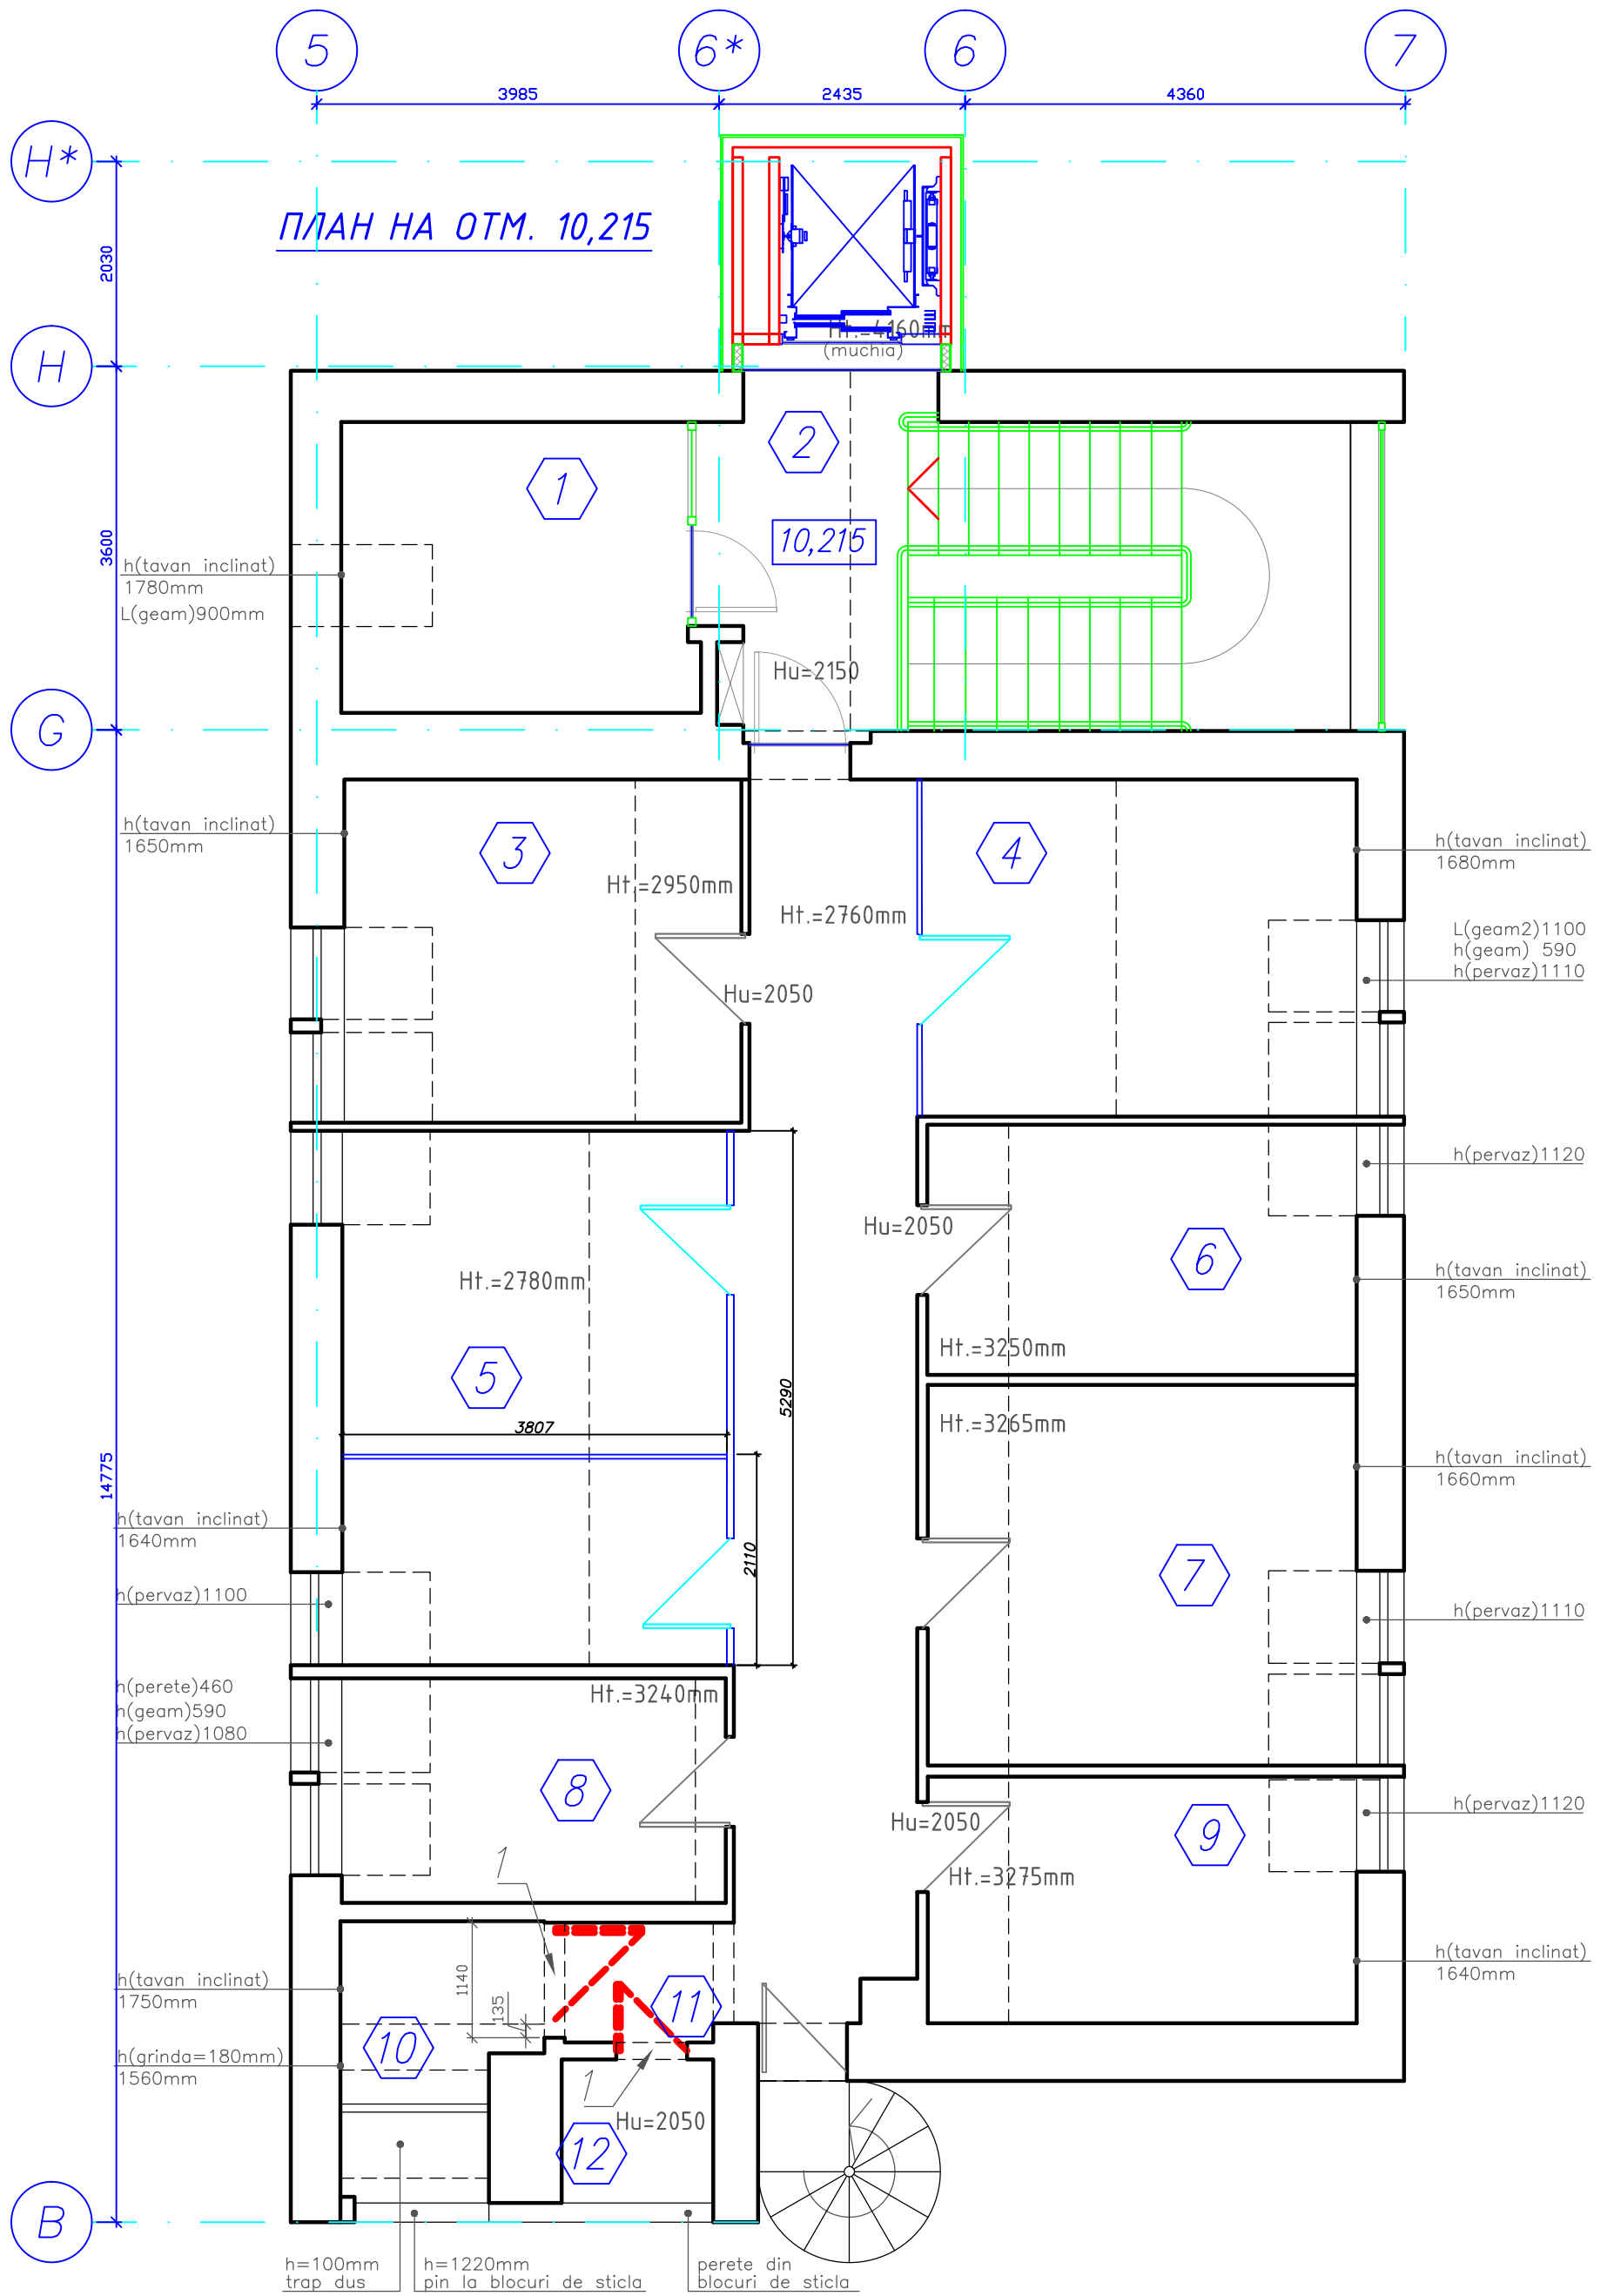 5
6*
6
7
3985
2435
4360
H*
ПЛАН НА ОТМ. 10,215
2030
Ht.=4160mm
(muchia)
H
2
1
10,215
3600
h(tavan inclinat)
1780mm
L(geam)900mm
Hu=2150
G
h(tavan inclinat)
1650mm
3
4
h(tavan inclinat)
1680mm
Ht.=2950mm
Ht.=2760mm
L(geam2)1100
h(geam) 590
h(pervaz)1110
Hu=2050
h(pervaz)1120
Hu=2050
6
Ht.=2780mm
h(tavan inclinat)
1650mm
Ht.=3250mm
5
5290
3807
Ht.=3265mm
14775
h(tavan inclinat)
1660mm
h(tavan inclinat)
1640mm
2110
7
h(pervaz)1100
h(pervaz)1110
h(perete)460
h(geam)590
h(pervaz)1080
Ht.=3240mm
8
Hu=2050
9
h(pervaz)1120
1
Ht.=3275mm
h(tavan inclinat)
1750mm
1140
135
11
h(tavan inclinat)
1640mm
10
h(grinda=180mm)
1560mm
1
Hu=2050
12
B
h=100mm
trap dus
h=1220mm
pin la blocuri de sticla
perete din
blocuri de sticla